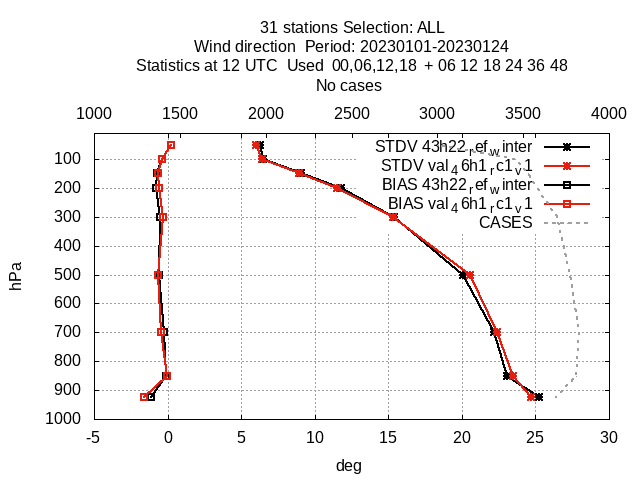 31 stations Selection: ALL
Wind direction  Period: 20230101-20230124
Statistics at 12 UTC  Used  00,06,12,18  + 06 12 18 24 36 48
No cases
1000 1500 2000 2500 3000 3500 4000
STDV 43h22_ref_winter
STDV val_46h1_rc1_v1
BIAS 43h22_ref_winter
BIAS val_46h1_rc1_v1
CASES
100
200
300
400
500
600
700
800
900
1000
hPa
-5 0 5 10 15 20 25 30
deg